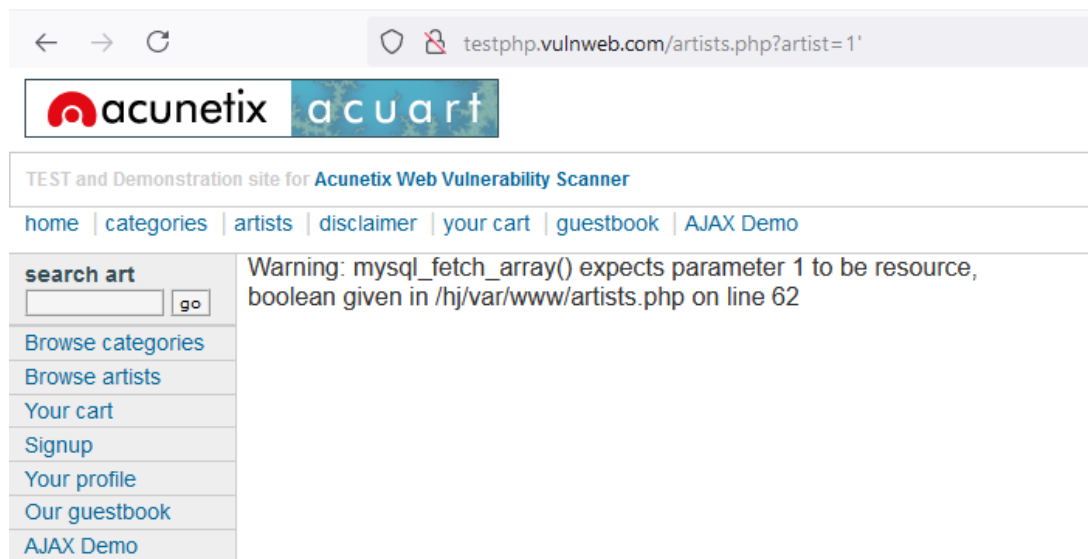 testphp.vulnweb.com/artists.php?artist=1'
acunetix acuart
TEST and Demonstration site for Acunetix Web Vulnerability Scanner
home | categories | artists | disclaimer | your cart | guestbook | AJAX Demo
search art
go
Warning: mysql_fetch_array() expects parameter 1 to be resource,
boolean given in /hj/var/www/artists.php on line 62
Browse categories
Browse artists
Your cart
Signup
Your profile
Our guestbook
AJAX Demo